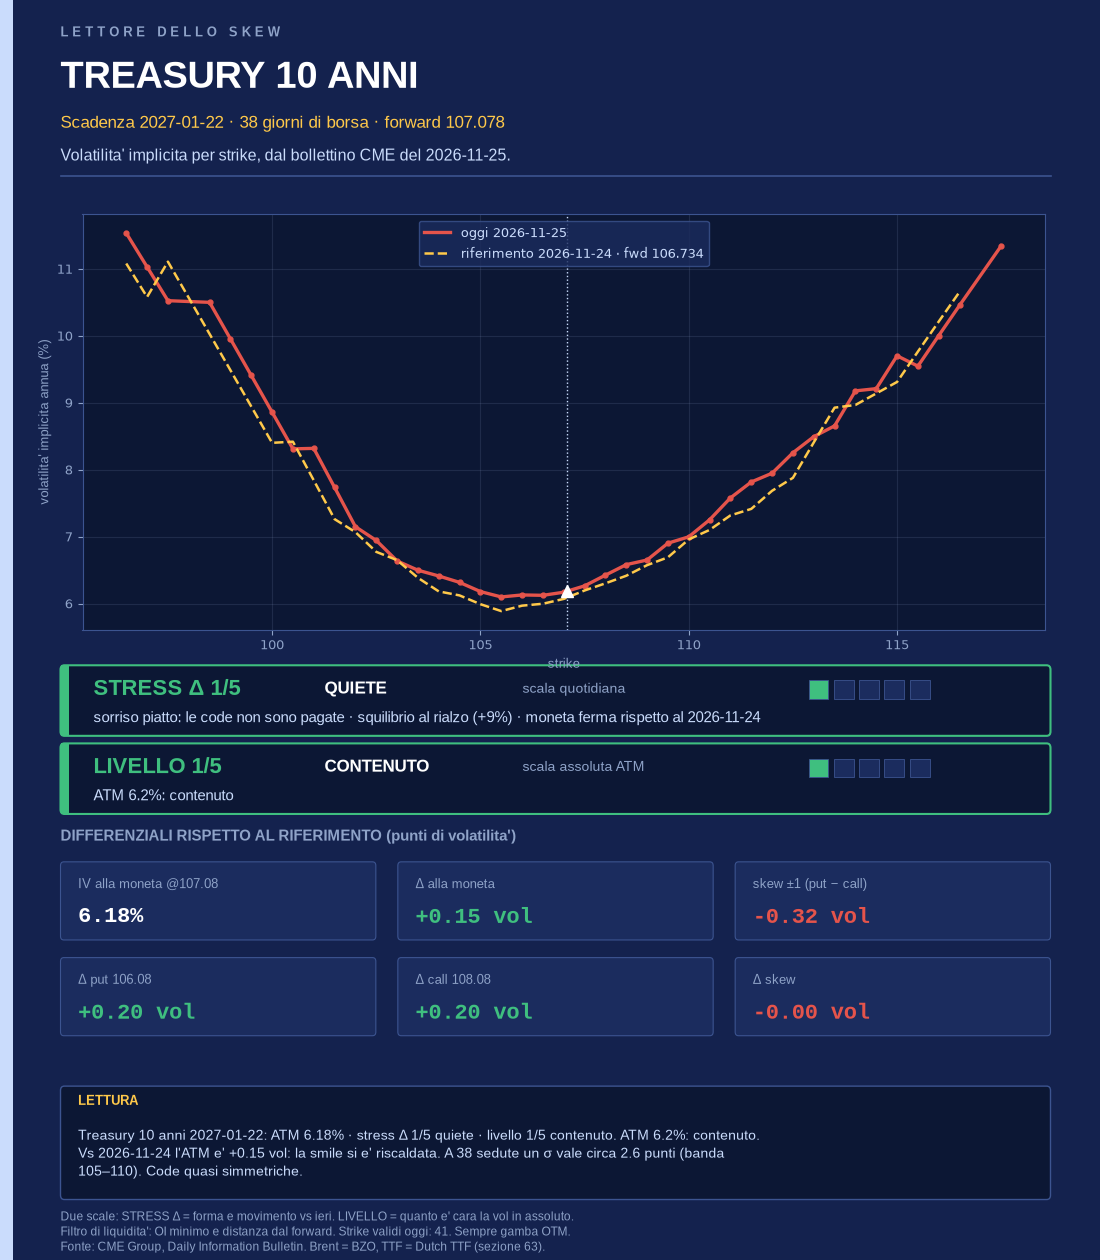 LETTORE DELLO SKEW
TREASURY 10 ANNI
Scadenza 2027-01-22 · 38 giorni di borsa · forward 107.078
Volatilita' implicita per strike, dal bollettino CME del 2026-11-25.
oggi 2026-11-25
riferimento 2026-11-24 · fwd 106.734
volatilita' implicita annua (%)
11
10
9
8
7
6
100
105
110
115
strike
STRESS Δ 1/5
QUIETE
scala quotidiana
sorriso piatto: le code non sono pagate · squilibrio al rialzo (+9%) · moneta ferma rispetto al 2026-11-24
LIVELLO 1/5
CONTENUTO
scala assoluta ATM
ATM 6.2%: contenuto
DIFFERENZIALI RISPETTO AL RIFERIMENTO (punti di volatilita')
IV alla moneta @107.08
6.18%
Δ alla moneta
+0.15 vol
skew ±1 (put − call)
-0.32 vol
Δ put 106.08
+0.20 vol
Δ call 108.08
+0.20 vol
Δ skew
-0.00 vol
LETTURA
Treasury 10 anni 2027-01-22: ATM 6.18% · stress Δ 1/5 quiete · livello 1/5 contenuto. ATM 6.2%: contenuto.
Vs 2026-11-24 l'ATM e' +0.15 vol: la smile si e' riscaldata. A 38 sedute un σ vale circa 2.6 punti (banda
105–110). Code quasi simmetriche.
Due scale: STRESS Δ = forma e movimento vs ieri. LIVELLO = quanto e' cara la vol in assoluto.
Filtro di liquidita': OI minimo e distanza dal forward. Strike validi oggi: 41. Sempre gamba OTM.
Fonte: CME Group, Daily Information Bulletin. Brent = BZO, TTF = Dutch TTF (sezione 63).